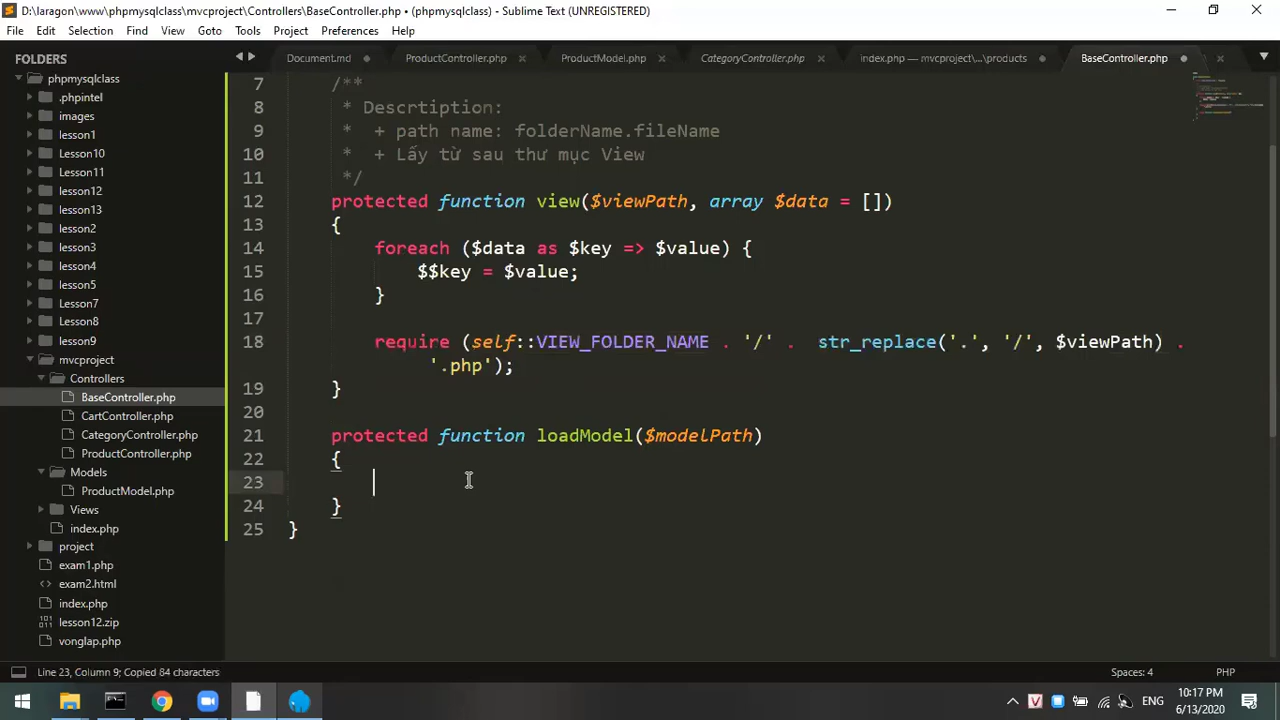 D:\laragon\www\phpmysqlclass\mvcproject\Controllers\BaseController.php • (phpmysqlclass) - Sublime Text (UNREGISTERED)
File Edit Selection Find View Goto Tools Project Preferences Help
FOLDERS
phpmysqlclass
.phpintel
images
lesson1
Lesson10
Lesson11
lesson12
lesson13
lesson2
lesson3
lesson4
lesson5
Lesson7
Lesson8
lesson9
mvcproject
Controllers
BaseController.php
CartController.php
CategoryController.php
ProductController.php
Models
ProductModel.php
Views
index.php
project
exam1.php
exam2.html
index.php
lesson12.zip
vonglap.php
Document.md ProductController.php ProductModel.php CategoryController.php index.php — mvcproject\...\products BaseController.php
7 /**
8 * Descrtiption:
9 * + path name: folderName.fileName
10 * + Lấy từ sau thư mục View
11 */
12 protected function view($viewPath, array $data = [])
13 {
14 foreach ($data as $key => $value) {
15 $$key = $value;
16 }
17
18 require (self::VIEW_FOLDER_NAME . '/' .  str_replace('.', '/', $viewPath) .
'.php');
19 }
20
21 protected function loadModel($modelPath)
22 {
23
24 }
25 }
Line 23, Column 9; Copied 84 characters Spaces: 4 PHP
V ENG 10:17 PM
6/13/2020